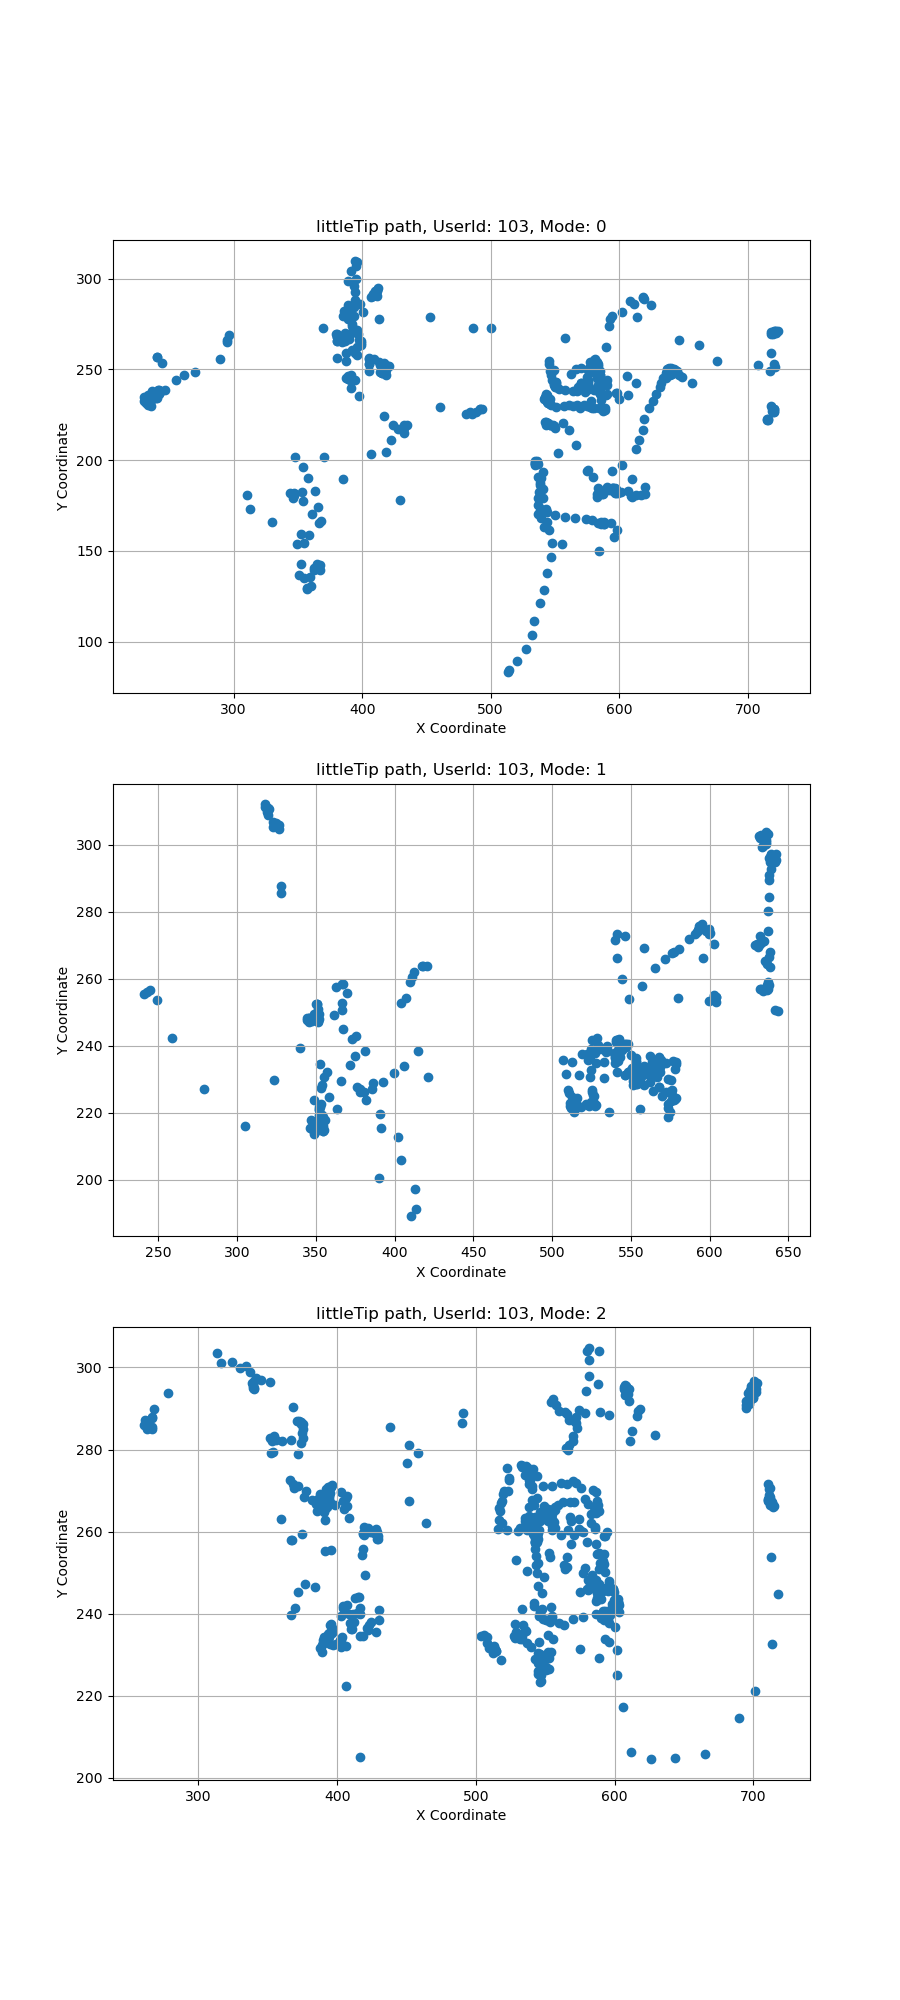 littleTip path, UserId: 103, Mode: 0
300
250
200
150
100
Y Coordinate
300 400 500 600 700
X Coordinate
littleTip path, UserId: 103, Mode: 1
300
280
260
240
220
200
Y Coordinate
250 300 350 400 450 500 550 600 650
X Coordinate
littleTip path, UserId: 103, Mode: 2
300
280
260
240
220
200
Y Coordinate
300 400 500 600 700
X Coordinate